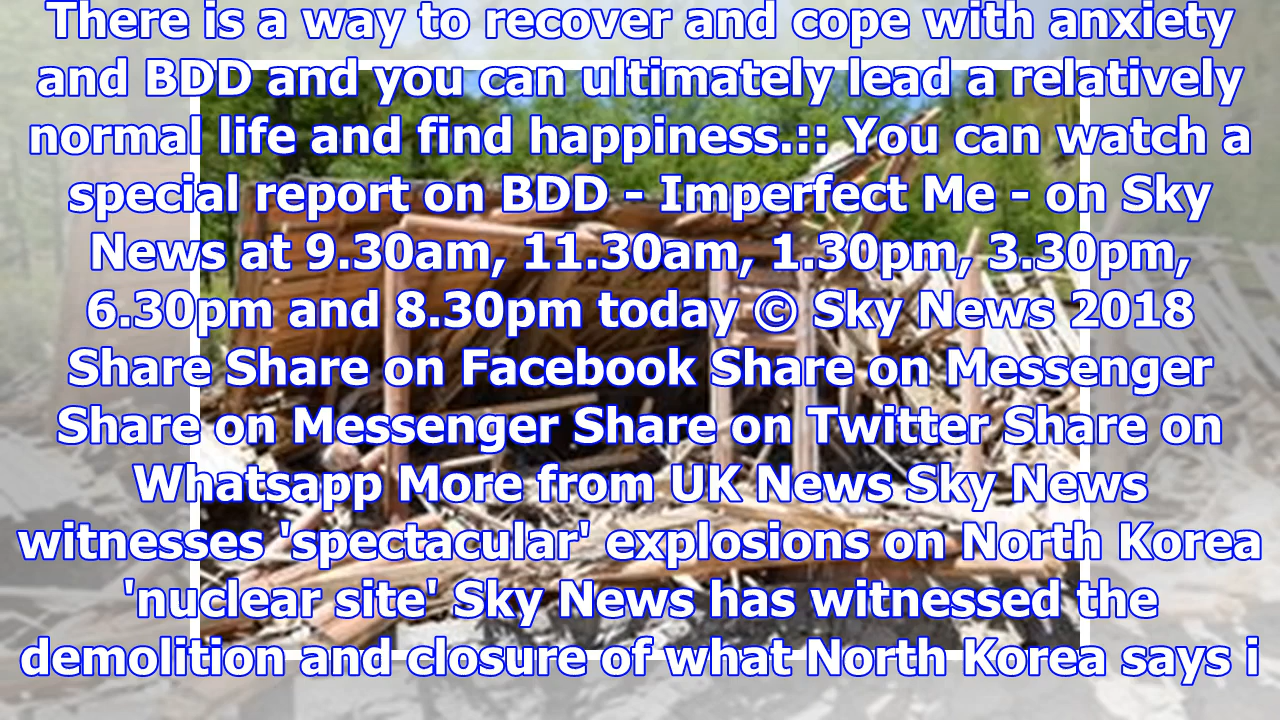 There is a way to recover and cope with anxiety
and BDD and you can ultimately lead a relatively
normal life and find happiness.:: You can watch a
special report on BDD - Imperfect Me - on Sky
News at 9.30am, 11.30am, 1.30pm, 3.30pm,
6.30pm and 8.30pm today © Sky News 2018
Share Share on Facebook Share on Messenger
Share on Messenger Share on Twitter Share on
Whatsapp More from UK News Sky News
witnesses 'spectacular' explosions on North Korea
'nuclear site' Sky News has witnessed the
demolition and closure of what North Korea says i